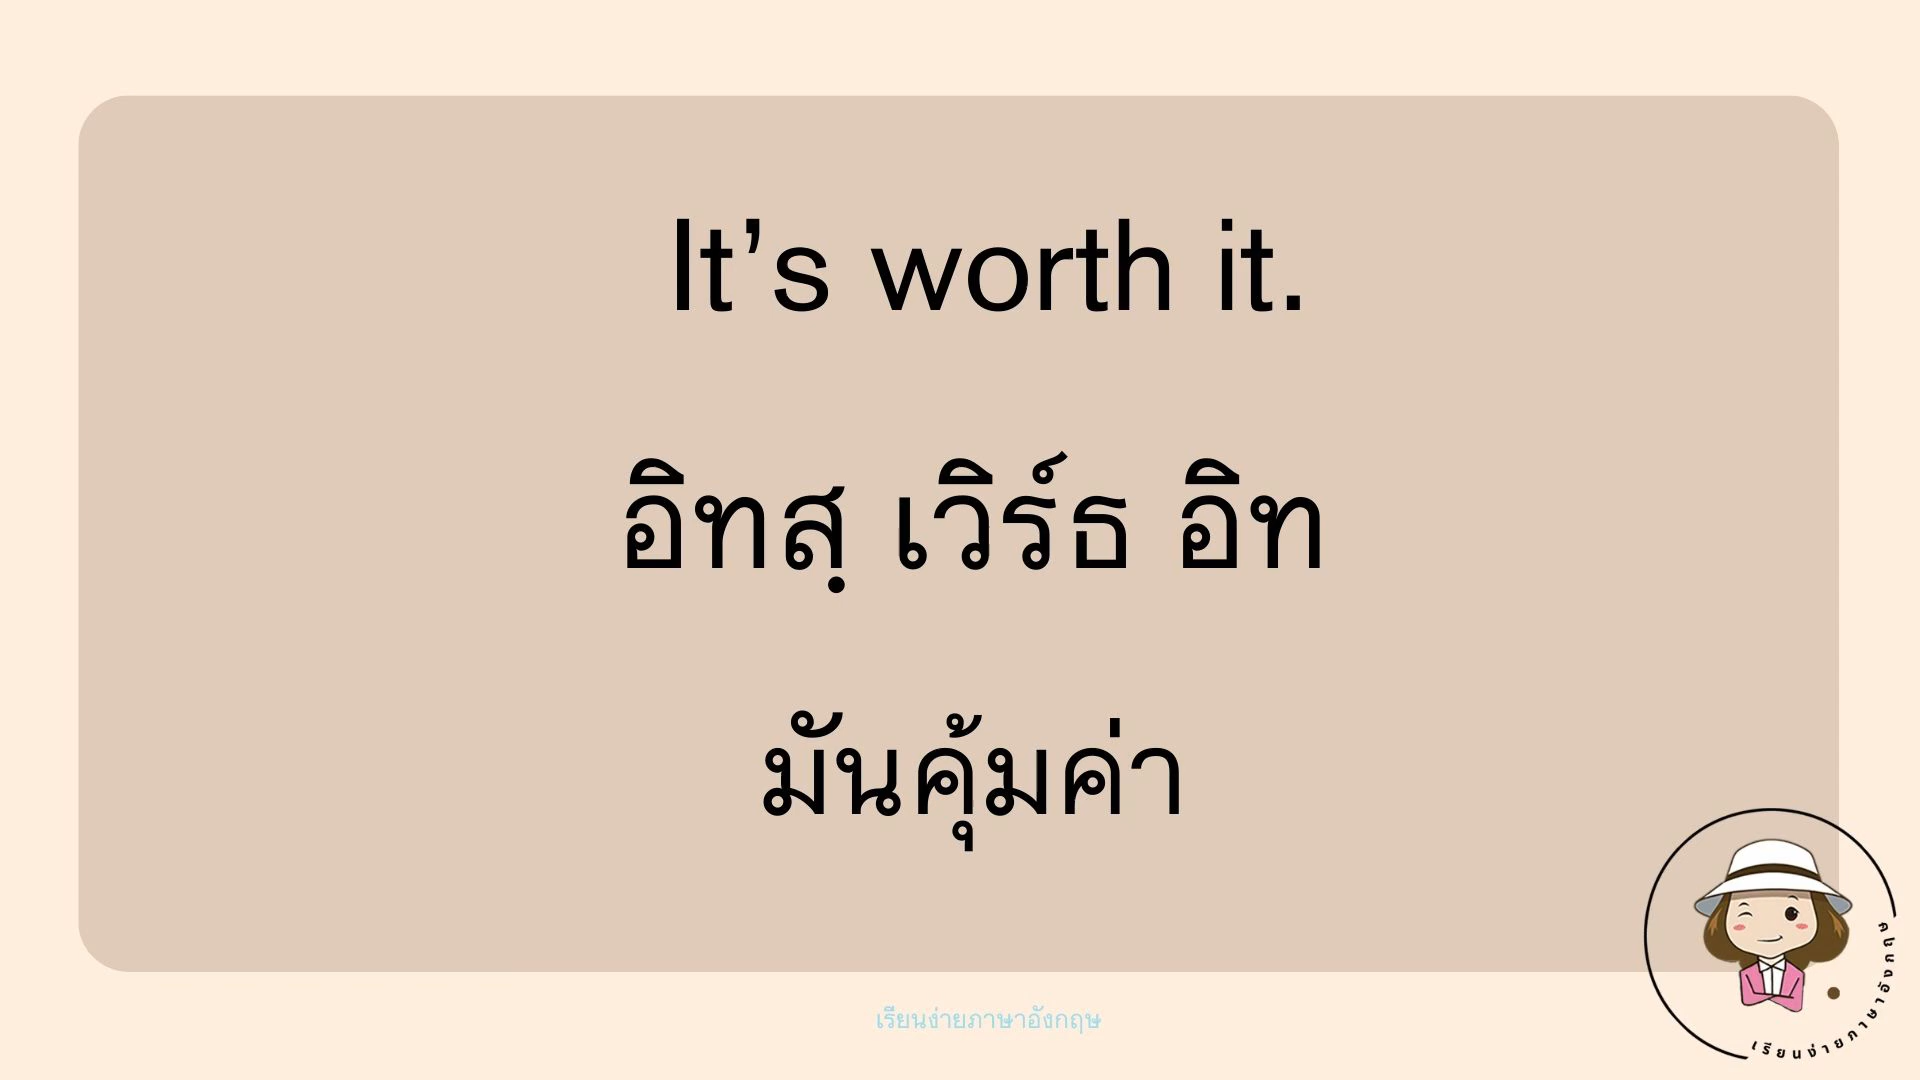 It’s worth it.
อิทสฺ เวิร์ธ อิท
มันคุ้มค่า
เรียนง่ายภาษาอังกฤษ
เรียนง่ายภาษาอังกฤษ